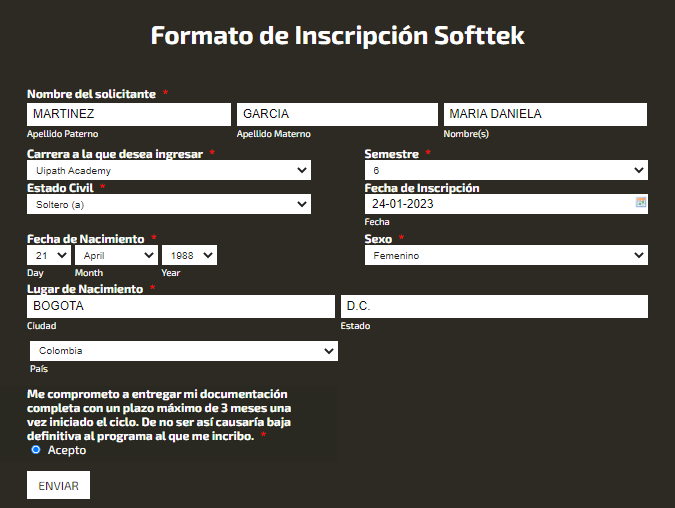 Formato de Inscripción Softtek
Nombre del solicitante *
MARTINEZ GARCIA MARIA DANIELA
Apellido Paterno Apellido Materno Nombre(s)
Carrera a la que desea ingresar * Semestre *
Uipath Academy 6
Estado Civil * Fecha de Inscripción
Soltero (a) 24-01-2023
Fecha
Fecha de Nacimiento * Sexo *
21 April 1988 Femenino
Day Month Year
Lugar de Nacimiento *
BOGOTA D.C.
Ciudad Estado
Colombia
País
Me comprometo a entregar mi documentación
completa con un plazo máximo de 3 meses una
vez iniciado el ciclo. De no ser así causaría baja
definitiva al programa al que me incribo. *
Acepto
ENVIAR